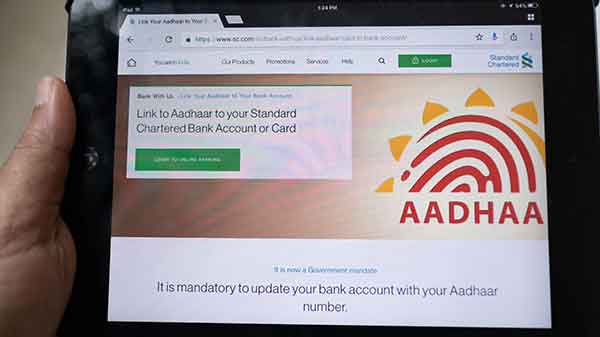 1:24 PM
54%
Link Your Aadhaar to Your S
https://www.sc.com/in/bank-with-us/link-aadhaar-card-to-bank-account/
You are in India
Our Products
Promotions
Services
Help
LOGIN
Standard
Chartered
Bank With Us
Link Your Aadhaar to Your Bank Account
Link to Aadhaar to your Standard
Chartered Bank Account or Card
LOGIN TO ONLINE BANKING
AADHAA
It is now a Government mandate
It is mandatory to update your bank account with your Aadhaar
number.